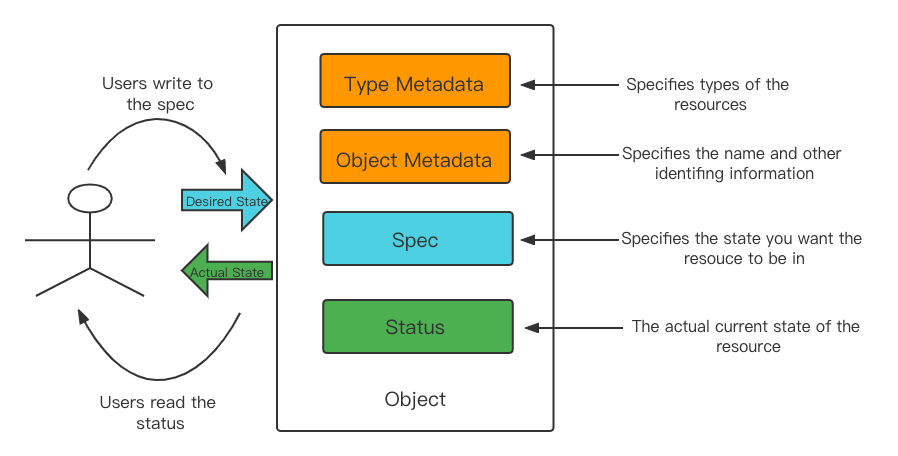 Users write to
the spec
Desired State
Actual State
Users read the
status
Type Metadata
Object Metadata
Spec
Status
Object
Specifies types of the
resources
Specifies the name and other
identifing information
Specifies the state you want the
resouce to be in
The actual current state of the
resource